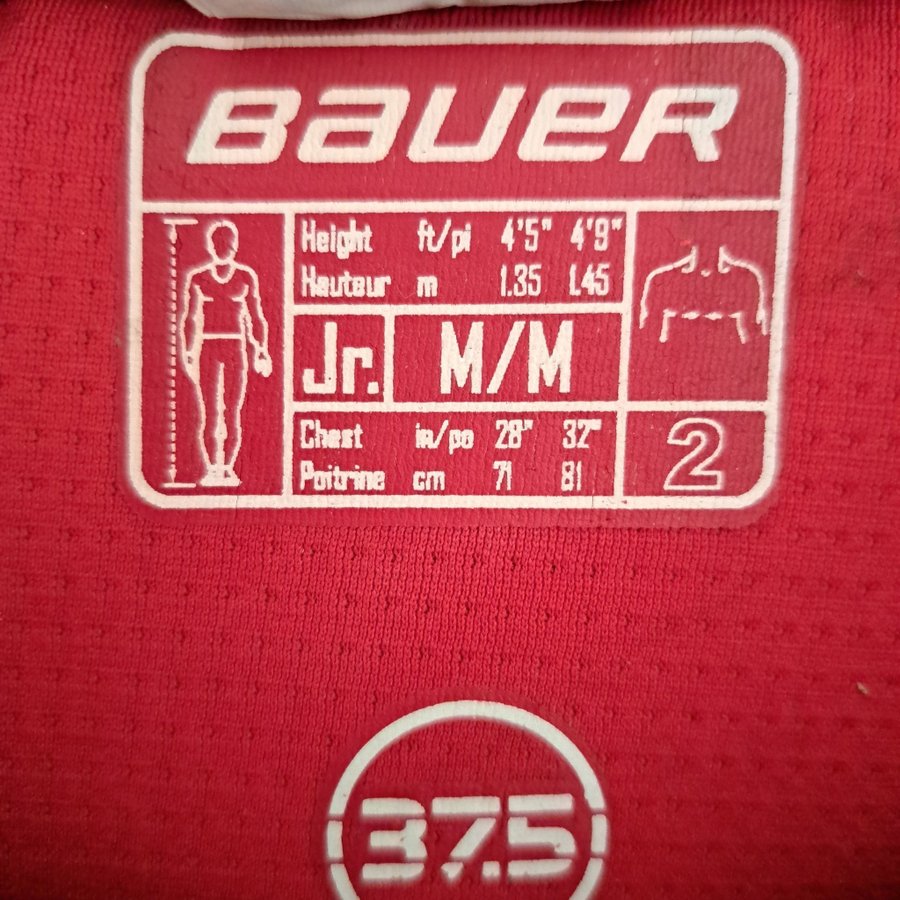 BAUER
Height ft/pi 4'5" 4'9"
Hauteur m 1.35 1.45
Jr. M/M
Chest in/po 28" 32"
Poitrine cm 71 81
2
37.5